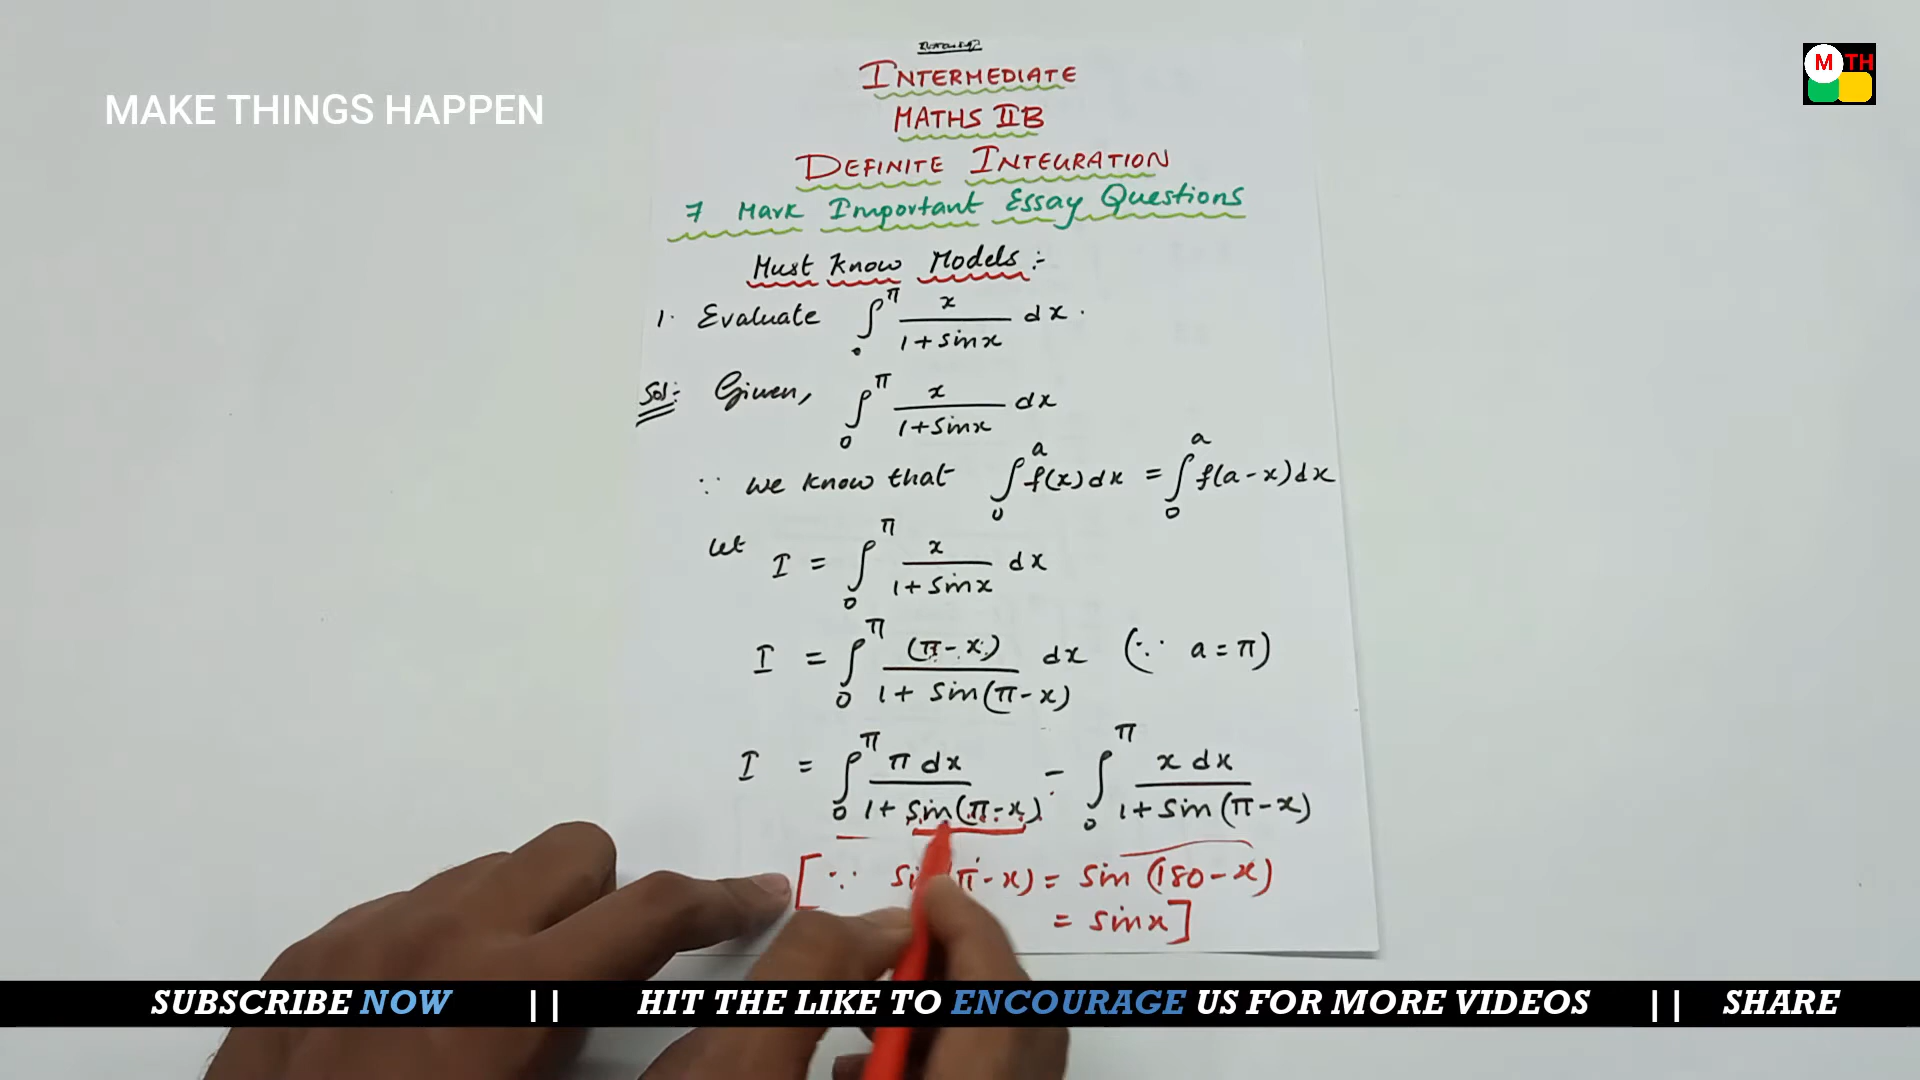 MAKE THINGS HAPPEN
M TH
INTERMEDIATE
MATHS IIB
DEFINITE INTEGRATION
7 Mark Important Essay Questions
Must Know Models :-
1. Evaluate ∫₀^π x/(1+sinx) dx.
Sol:- Given, ∫₀^π x/(1+sinx) dx
∵ we know that ∫₀^a f(x)dx = ∫₀^a f(a-x)dx
let I = ∫₀^π x/(1+sinx) dx
I = ∫₀^π (π-x)/(1+sin(π-x)) dx (∵ a=π)
I = ∫₀^π π dx/(1+sin(π-x)) - ∫₀^π x dx/(1+sin(π-x))
[∵ π-x) = sin(180-x)
= sinx]
SUBSCRIBE NOW || HIT THE LIKE TO ENCOURAGE US FOR MORE VIDEOS || SHARE